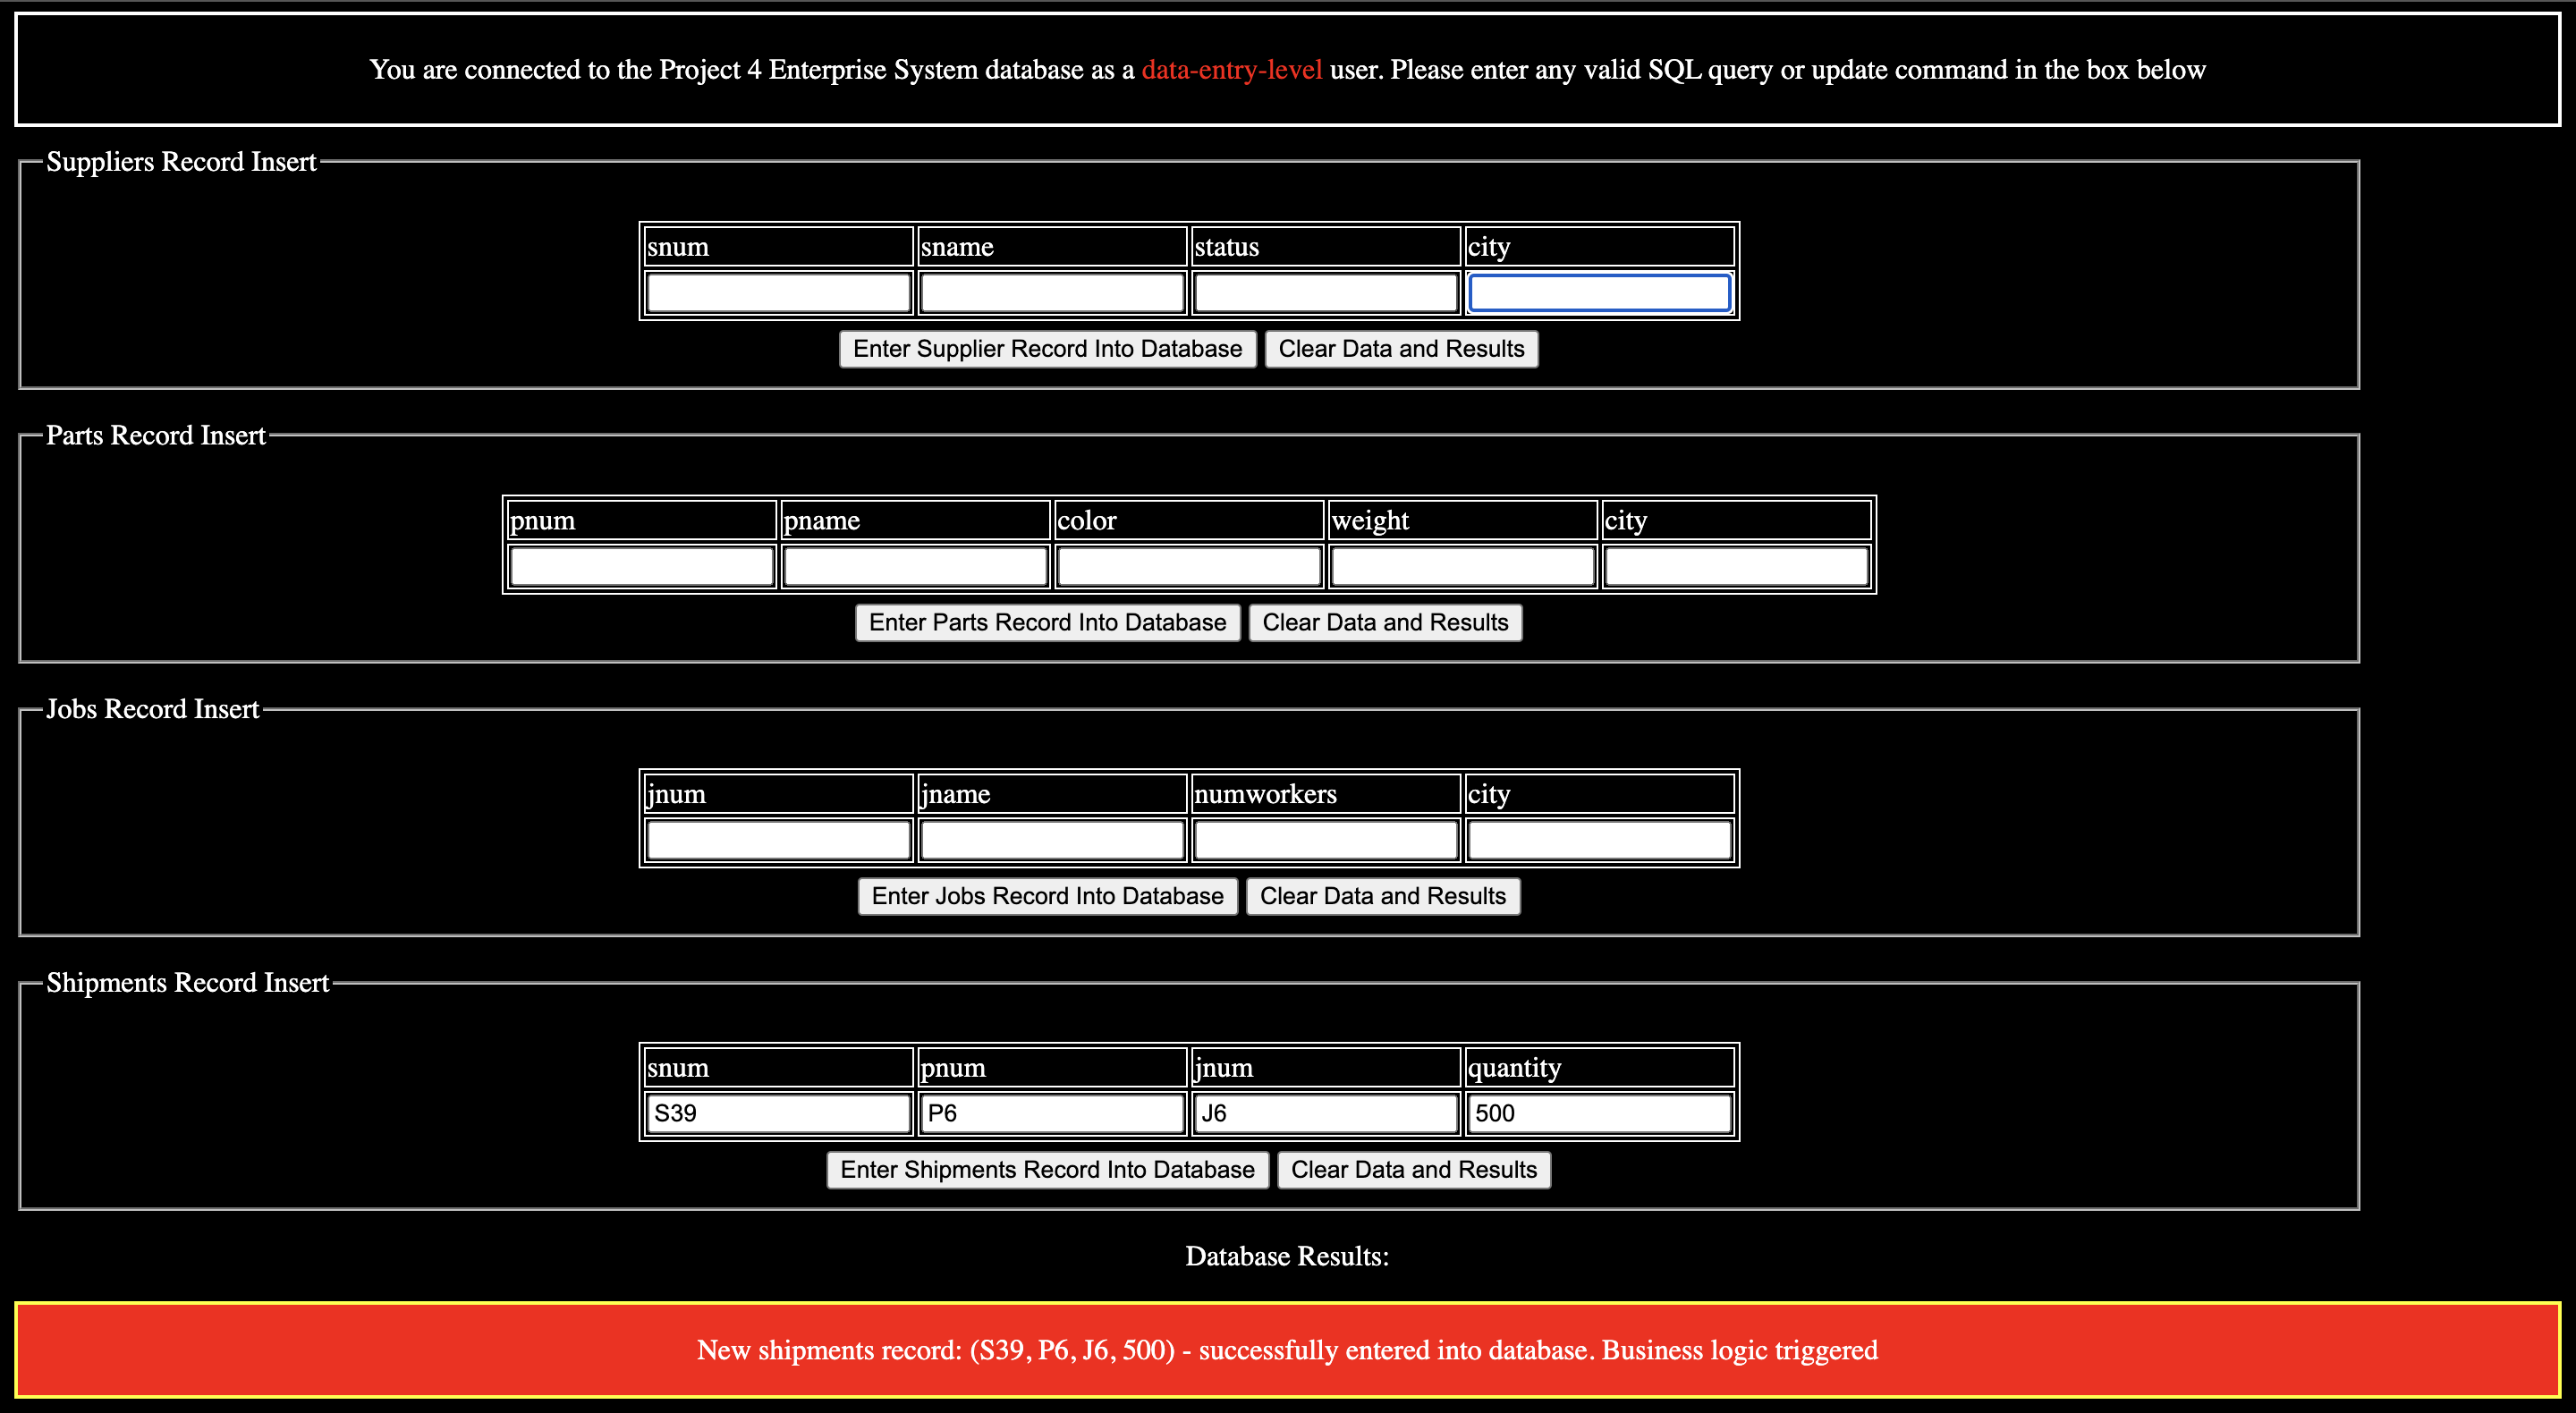 You are connected to the Project 4 Enterprise System database as a data-entry-level user. Please enter any valid SQL query or update command in the box below
Suppliers Record Insert
snum sname status city
Enter Supplier Record Into Database Clear Data and Results
Parts Record Insert
pnum pname color weight city
Enter Parts Record Into Database Clear Data and Results
Jobs Record Insert
jnum jname numworkers city
Enter Jobs Record Into Database Clear Data and Results
Shipments Record Insert
snum pnum jnum quantity
S39 P6 J6 500
Enter Shipments Record Into Database Clear Data and Results
Database Results:
New shipments record: (S39, P6, J6, 500) - successfully entered into database. Business logic triggered